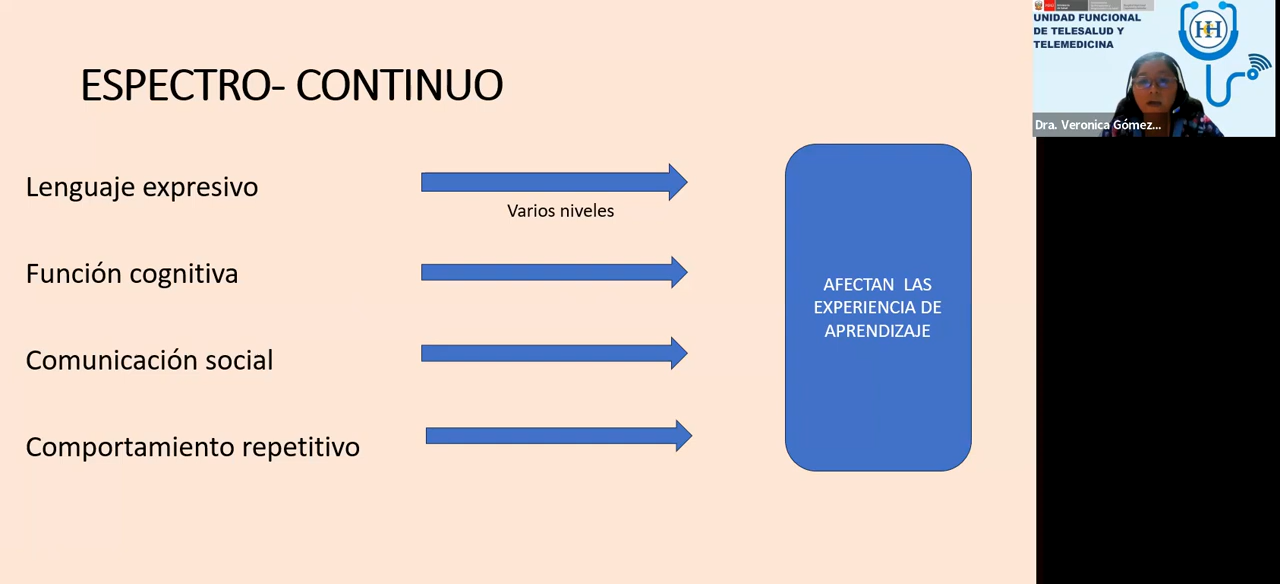 ESPECTRO- CONTINUO
Lenguaje expresivo
Varios niveles
Función cognitiva
Comunicación social
Comportamiento repetitivo
AFECTAN LAS
EXPERIENCIA DE
APRENDIZAJE
UNIDAD FUNCIONAL
DE TELESALUD Y
TELEMEDICINA
Dra. Veronica Gómez...